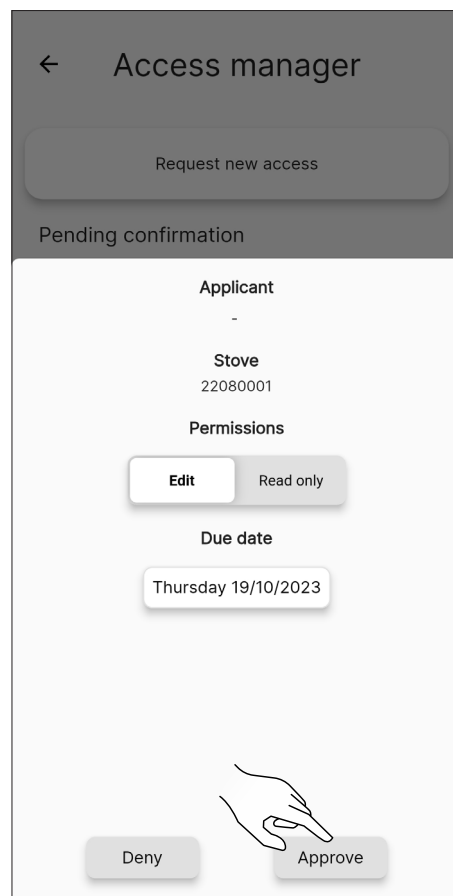 Access manager
Request new access
Pending confirmation
Applicant
-
Stove
22080001
Permissions
Edit Read only
Due date
Thursday 19/10/2023
Deny Approve